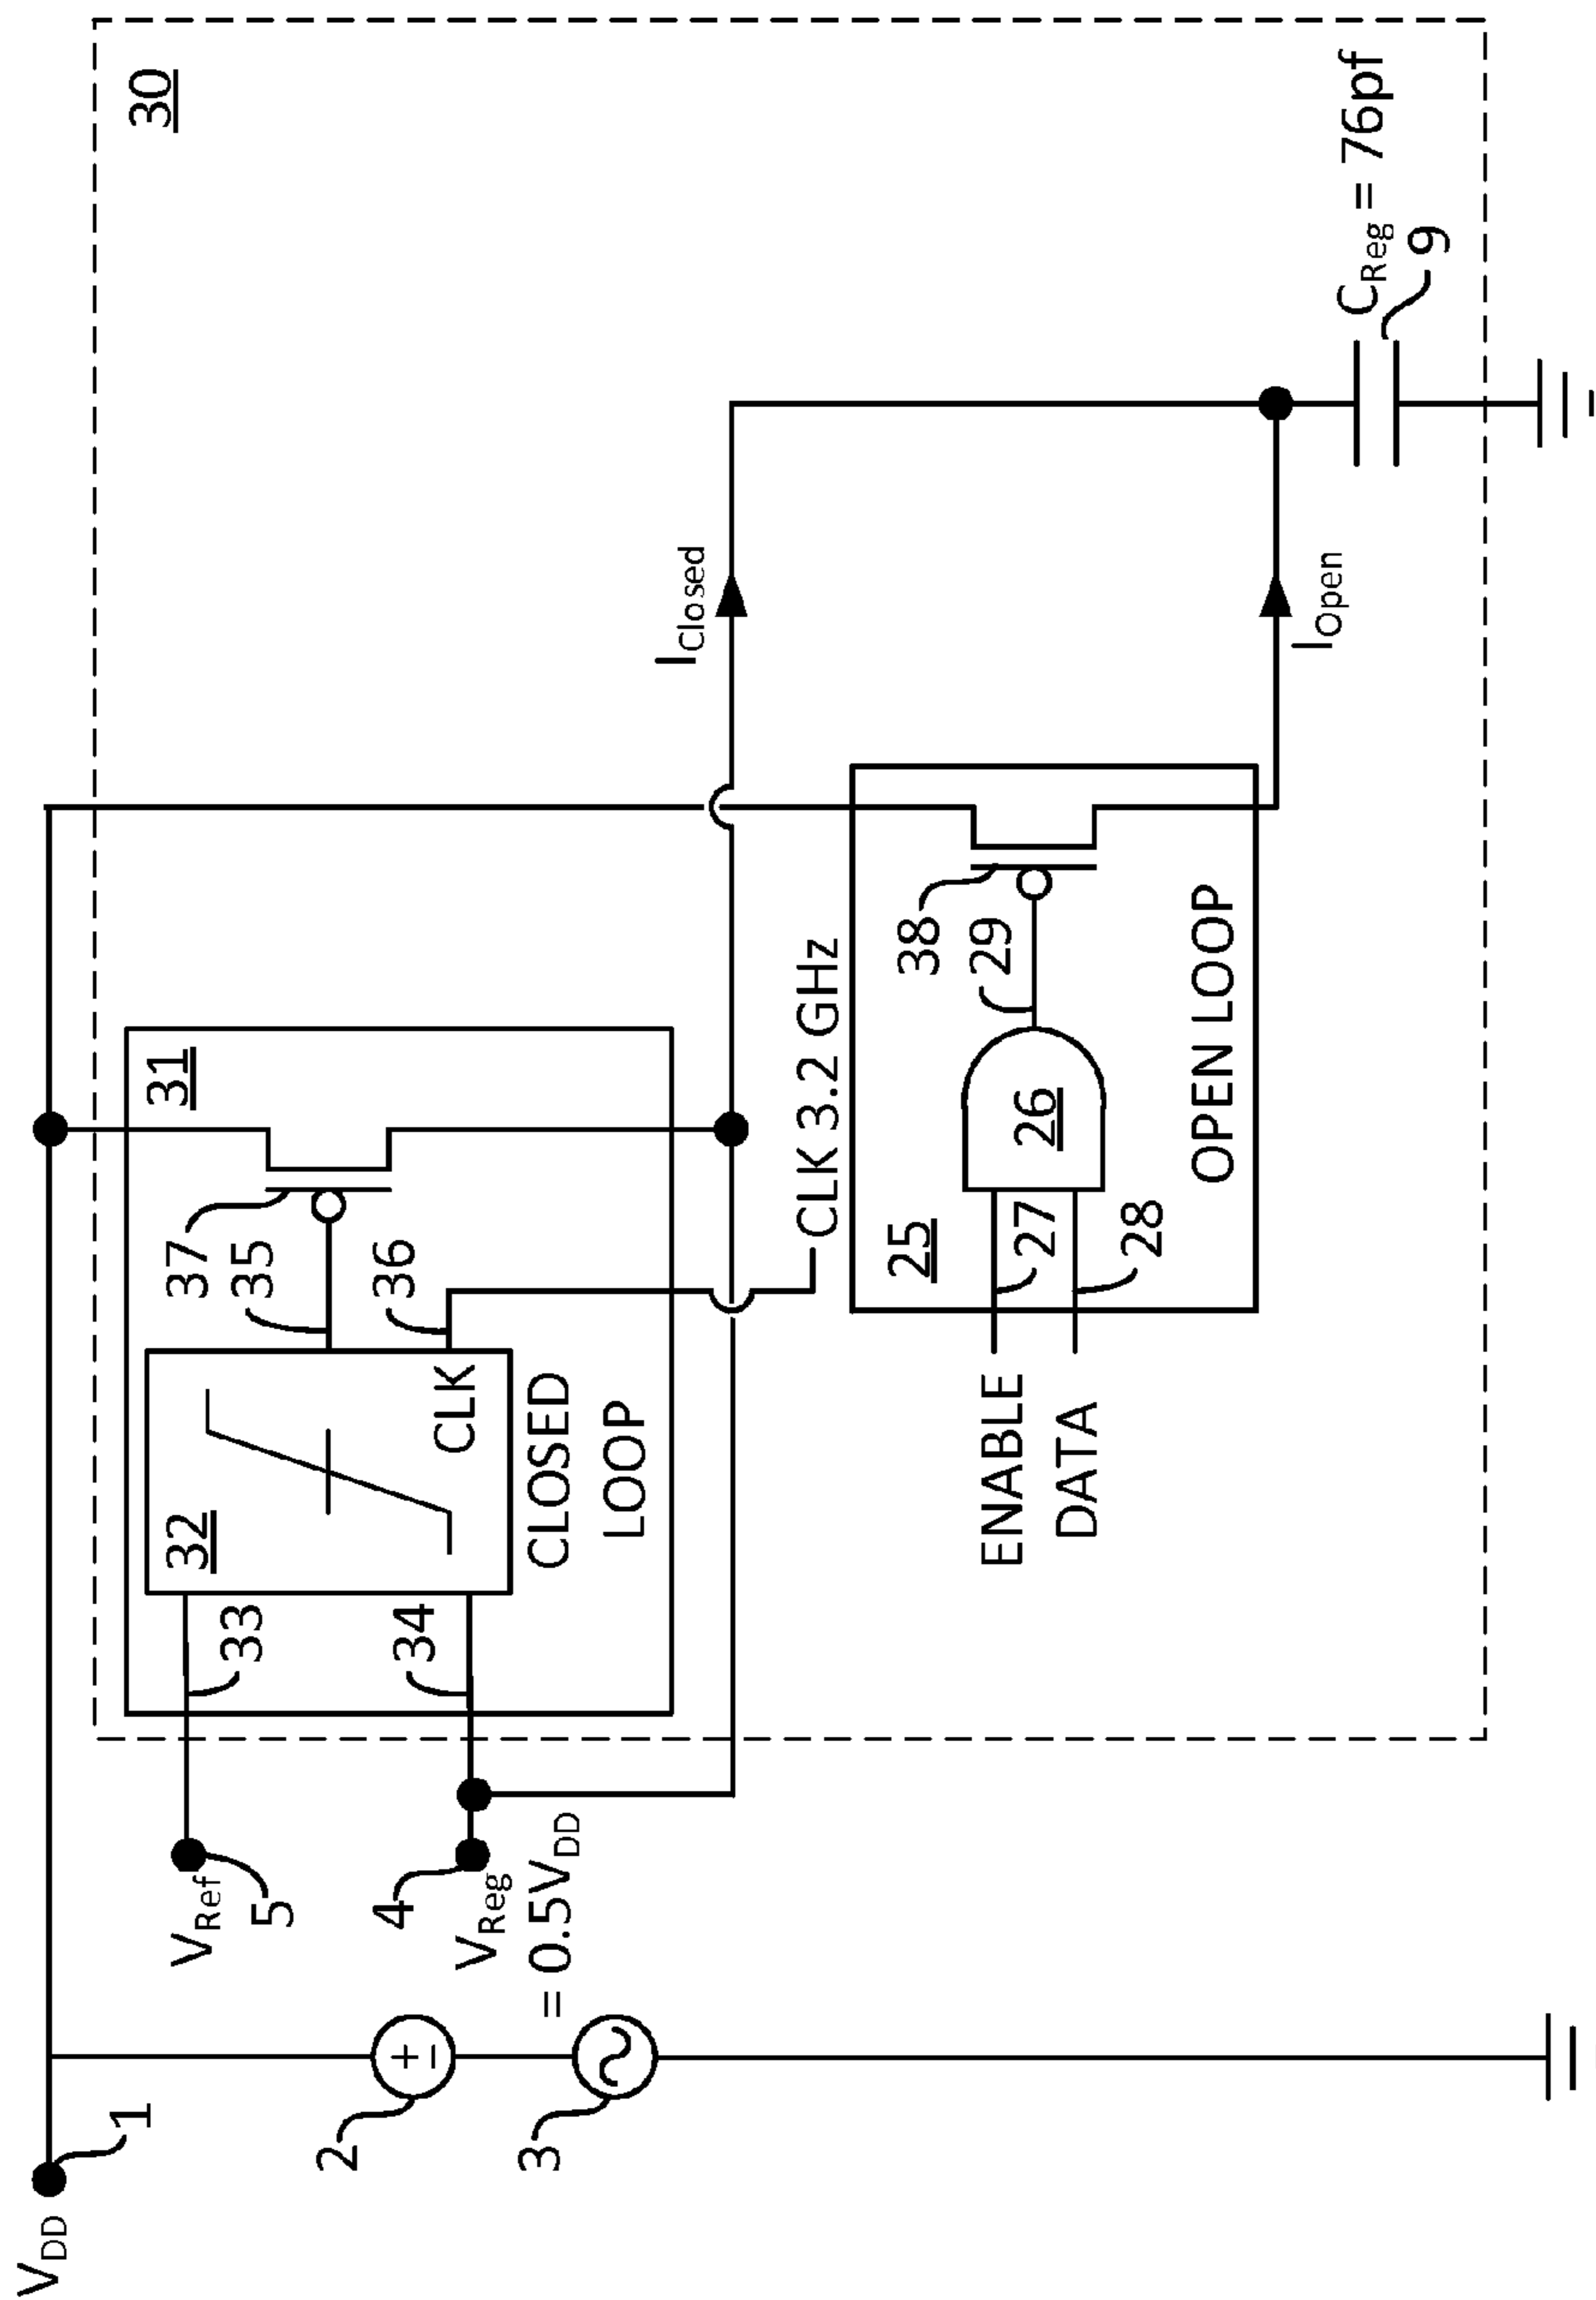 V_DD
1
2
3
V_Ref
5
4
V_Reg
= 0.5V_DD
30
31
32
33
34
35
36
37
CLK
CLOSED
LOOP
CLK 3.2 GHz
I_Closed
25
26
27
28
29
38
ENABLE
DATA
OPEN LOOP
I_Open
C_Reg = 76pf
9